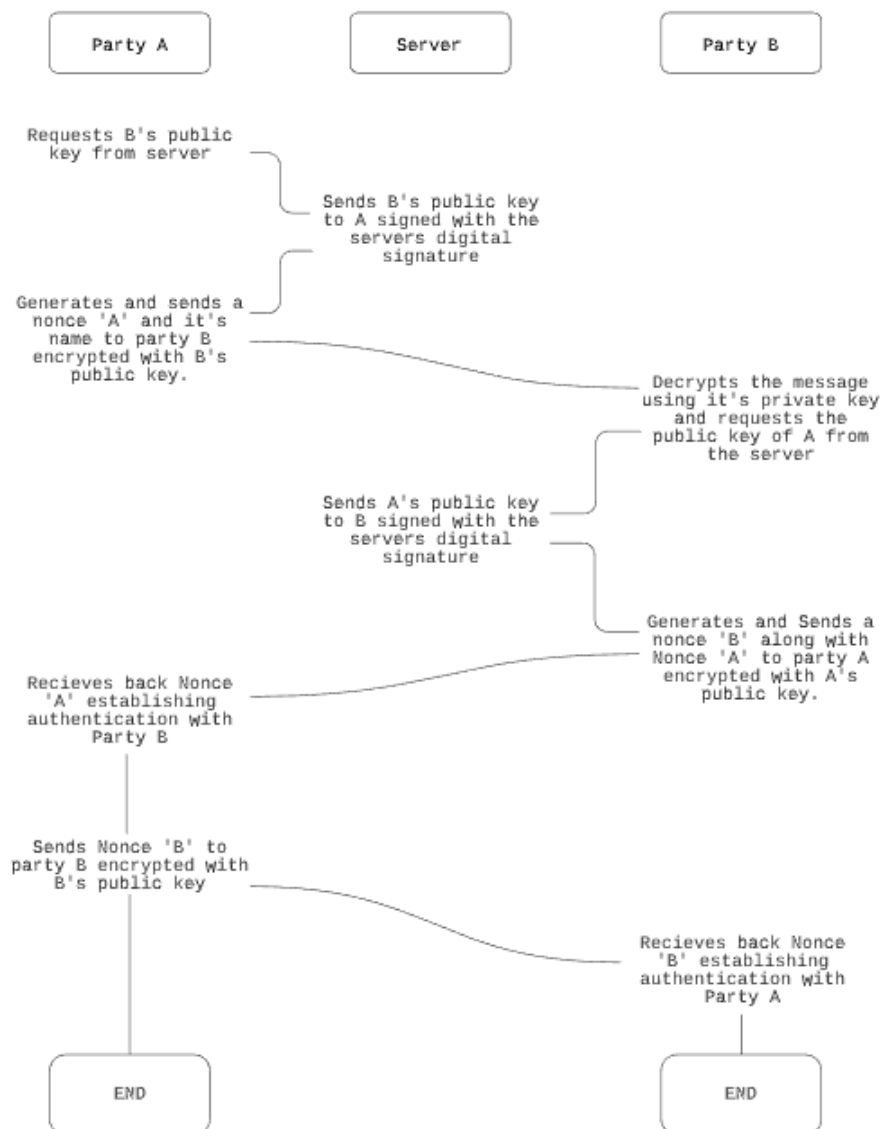 Party A
Server
Party B
Requests B's public
key from server
Sends B's public key
to A signed with the
servers digital
signature
Generates and sends a
nonce 'A' and it's
name to party B
encrypted with B's
public key.
Decrypts the message
using it's private key
and requests the
public key of A from
the server
Sends A's public key
to B signed with the
servers digital
signature
Generates and Sends a
nonce 'B' along with
Nonce 'A' to party A
encrypted with A's
public key.
Recieves back Nonce
'A' establishing
authentication with
Party B
Sends Nonce 'B' to
party B encrypted with
B's public key
Recieves back Nonce
'B' establishing
authentication with
Party A
END
END